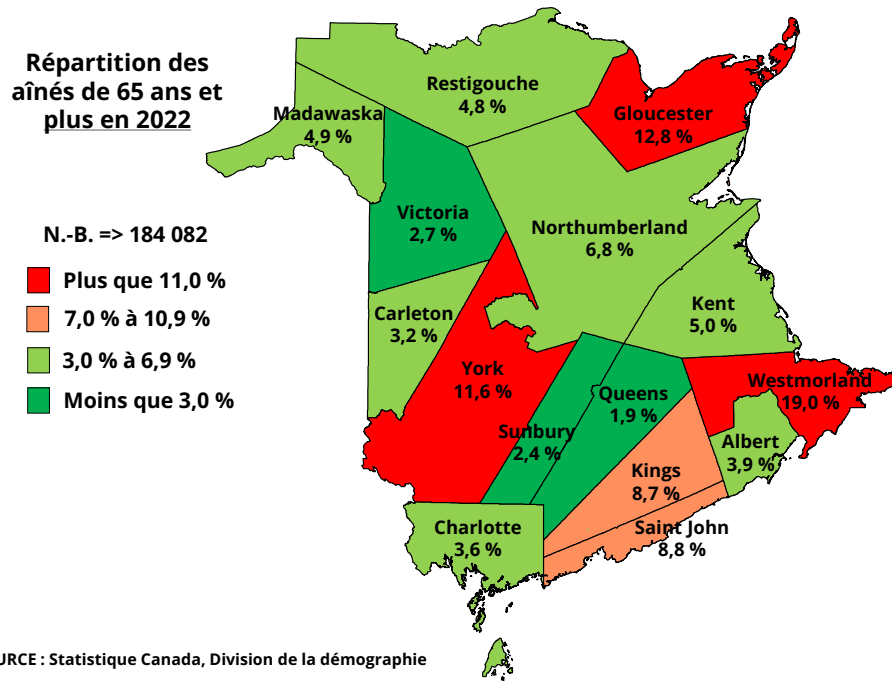 Répartition des
aînés de 65 ans et
plus en 2022
N.-B. => 184 082
Plus que 11,0 %
7,0 % à 10,9 %
3,0 % à 6,9 %
Moins que 3,0 %
Restigouche
4,8 %
Gloucester
12,8 %
Madawaska
4,9 %
Victoria
2,7 %
Northumberland
6,8 %
Carleton
3,2 %
Kent
5,0 %
York
11,6 %
Westmorland
19,0 %
Queens
1,9 %
Sunbury
2,4 %
Albert
3,9 %
Kings
8,7 %
Charlotte
3,6 %
Saint John
8,8 %
URCE : Statistique Canada, Division de la démographie